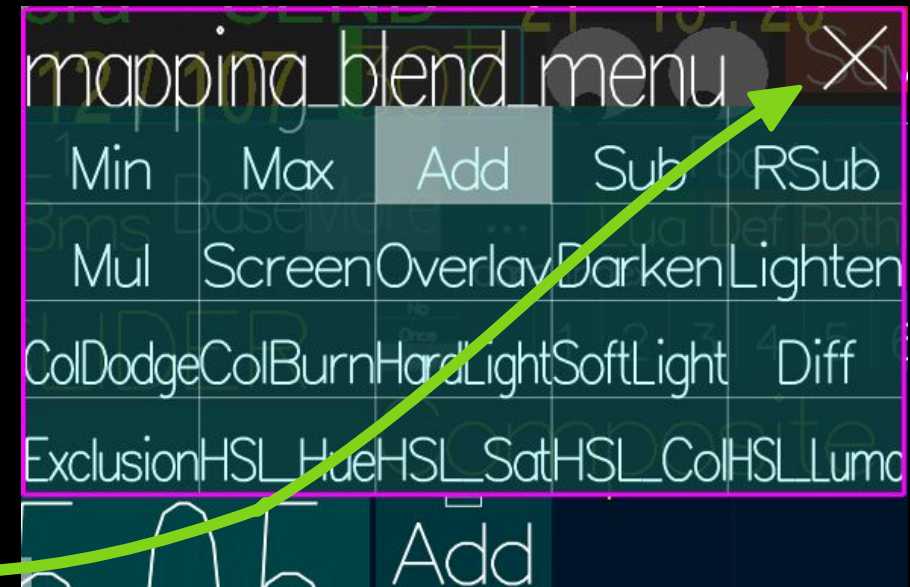 mapping_blend_menu
Min Max Add Sub RSub
Mul Screen Overlay Darken Lighten
ColDodge ColBurn HardLight SoftLight Diff
Exclusion HSL_Hue HSL_Sat HSL_Col HSL_Luma
Add